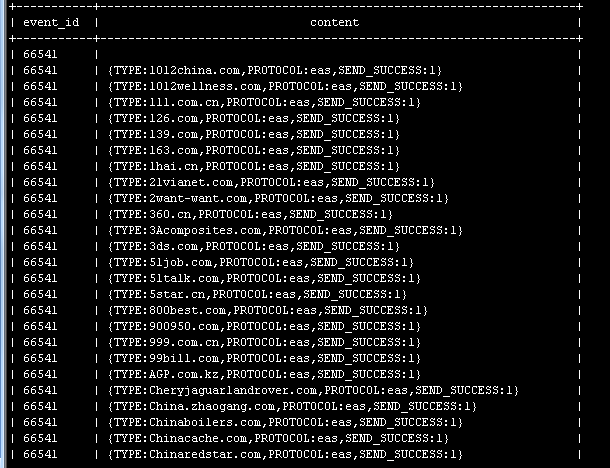 +----------+------------------------------------------------------------+
| event_id | content |
+----------+------------------------------------------------------------+
| 66541 | |
| 66541 | {TYPE:1012china.com,PROTOCOL:eas,SEND_SUCCESS:1} |
| 66541 | {TYPE:1012wellness.com,PROTOCOL:eas,SEND_SUCCESS:1} |
| 66541 | {TYPE:111.com.cn,PROTOCOL:eas,SEND_SUCCESS:1} |
| 66541 | {TYPE:126.com,PROTOCOL:eas,SEND_SUCCESS:1} |
| 66541 | {TYPE:139.com,PROTOCOL:eas,SEND_SUCCESS:1} |
| 66541 | {TYPE:163.com,PROTOCOL:eas,SEND_SUCCESS:1} |
| 66541 | {TYPE:1hai.cn,PROTOCOL:eas,SEND_SUCCESS:1} |
| 66541 | {TYPE:21vianet.com,PROTOCOL:eas,SEND_SUCCESS:1} |
| 66541 | {TYPE:2want-want.com,PROTOCOL:eas,SEND_SUCCESS:1} |
| 66541 | {TYPE:360.cn,PROTOCOL:eas,SEND_SUCCESS:1} |
| 66541 | {TYPE:3Acomposites.com,PROTOCOL:eas,SEND_SUCCESS:1} |
| 66541 | {TYPE:3ds.com,PROTOCOL:eas,SEND_SUCCESS:1} |
| 66541 | {TYPE:51job.com,PROTOCOL:eas,SEND_SUCCESS:1} |
| 66541 | {TYPE:51talk.com,PROTOCOL:eas,SEND_SUCCESS:1} |
| 66541 | {TYPE:5star.cn,PROTOCOL:eas,SEND_SUCCESS:1} |
| 66541 | {TYPE:800best.com,PROTOCOL:eas,SEND_SUCCESS:1} |
| 66541 | {TYPE:900950.com,PROTOCOL:eas,SEND_SUCCESS:1} |
| 66541 | {TYPE:999.com.cn,PROTOCOL:eas,SEND_SUCCESS:1} |
| 66541 | {TYPE:99bill.com,PROTOCOL:eas,SEND_SUCCESS:1} |
| 66541 | {TYPE:AGP.com.kz,PROTOCOL:eas,SEND_SUCCESS:1} |
| 66541 | {TYPE:Cheryjaguarlandrover.com,PROTOCOL:eas,SEND_SUCCESS:1} |
| 66541 | {TYPE:China.zhaogang.com,PROTOCOL:eas,SEND_SUCCESS:1} |
| 66541 | {TYPE:Chinaboilers.com,PROTOCOL:eas,SEND_SUCCESS:1} |
| 66541 | {TYPE:Chinacache.com,PROTOCOL:eas,SEND_SUCCESS:1} |
| 66541 | {TYPE:Chinaredstar.com,PROTOCOL:eas,SEND_SUCCESS:1} |